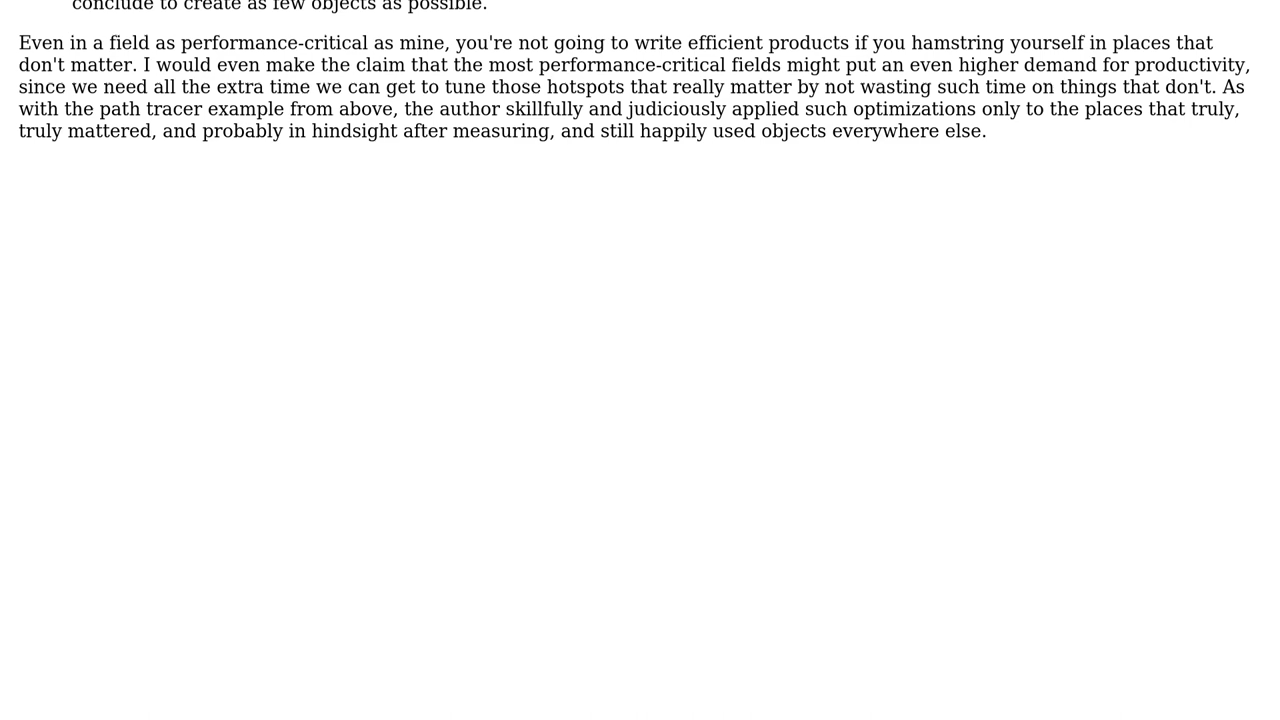 conclude to create as few objects as possible.
Even in a field as performance-critical as mine, you're not going to write efficient products if you hamstring yourself in places that
don't matter. I would even make the claim that the most performance-critical fields might put an even higher demand for productivity,
since we need all the extra time we can get to tune those hotspots that really matter by not wasting such time on things that don't. As
with the path tracer example from above, the author skillfully and judiciously applied such optimizations only to the places that truly,
truly mattered, and probably in hindsight after measuring, and still happily used objects everywhere else.